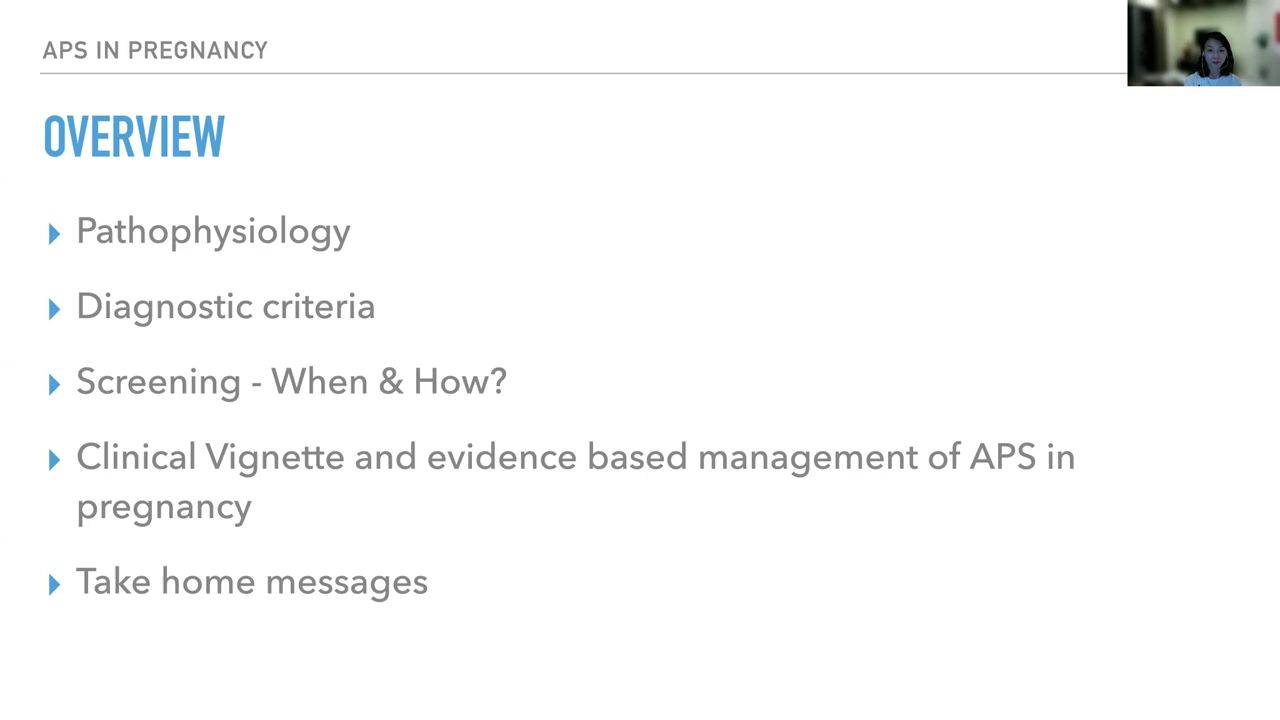 APS IN PREGNANCY
OVERVIEW
Pathophysiology
Diagnostic criteria
Screening - When & How?
Clinical Vignette and evidence based management of APS in
pregnancy
Take home messages